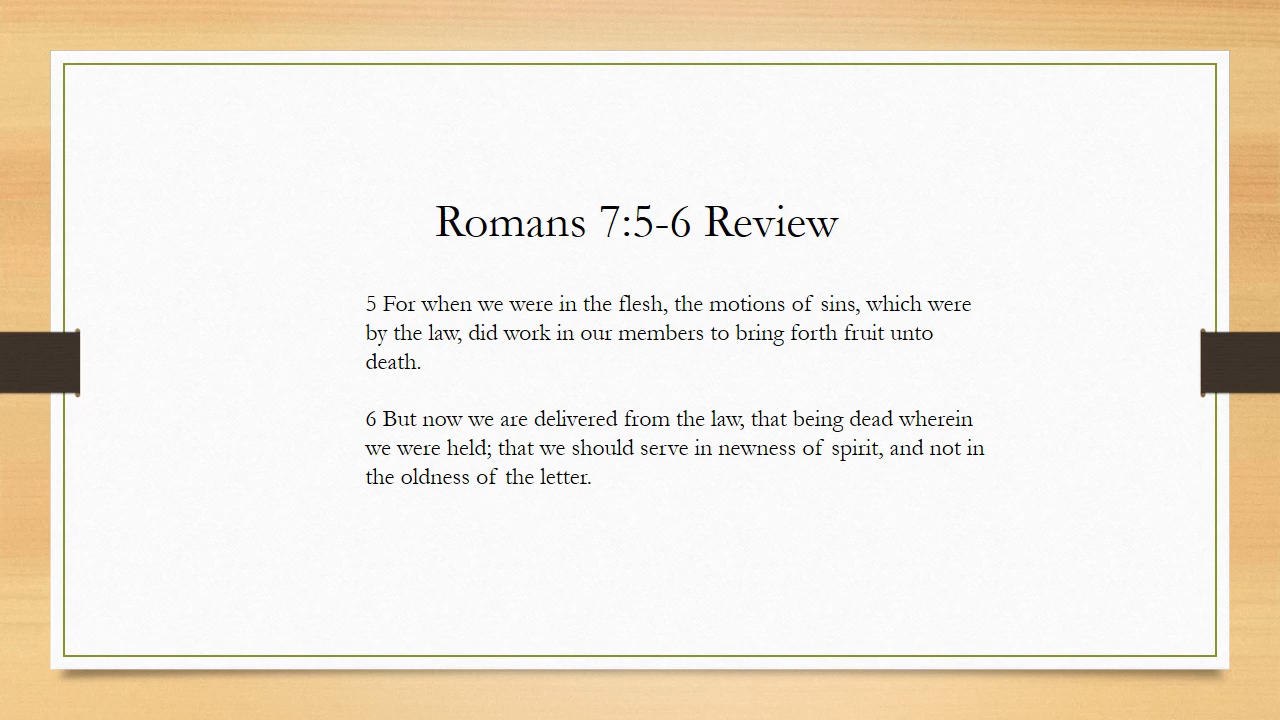 Romans 7:5-6 Review
5 For when we were in the flesh, the motions of sins, which were
by the law, did work in our members to bring forth fruit unto
death.
6 But now we are delivered from the law, that being dead wherein
we were held; that we should serve in newness of spirit, and not in
the oldness of the letter.